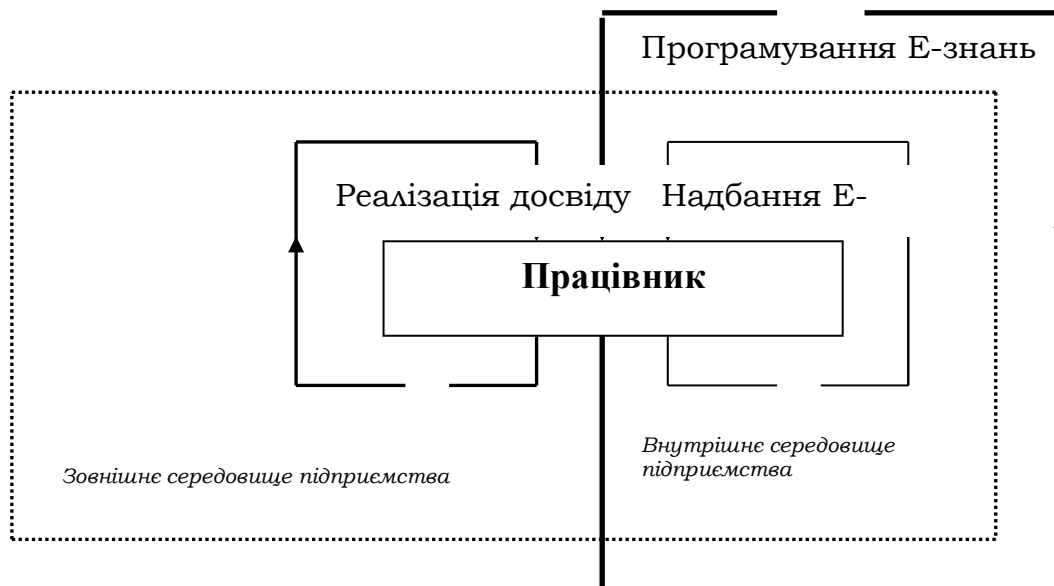 Програмування Е-знань
Реалізація досвіду
Надбання Е-
Працівник
Внутрішнє середовище
підприємства
Зовнішнє середовище підприємства